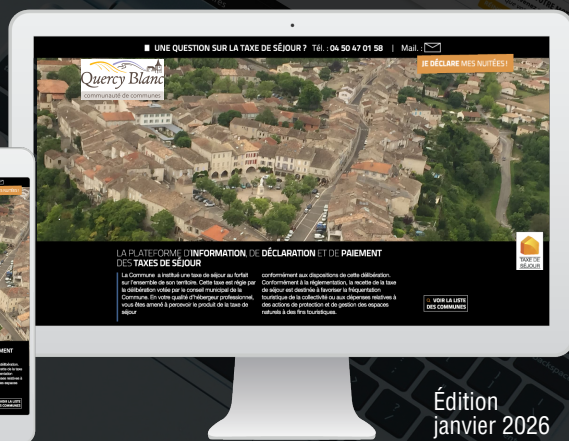 UNE QUESTION SUR LA TAXE DE SÉJOUR ? Tél. : 04 50 47 01 58 | Mail. :
JE DÉCLARE MES NUITÉES !
Quercy Blanc
communauté de communes
LA PLATEFORME D'INFORMATION, DE DÉCLARATION ET DE PAIEMENT
DES TAXES DE SÉJOUR
La Commune a institué une taxe de séjour au forfait
sur l'ensemble de son territoire. Cette taxe est régie par
la délibération votée par le conseil municipal de la
Commune. En votre qualité d'hébergeur professionnel,
vous êtes amené à percevoir le produit de la taxe de
séjour
conformément aux dispositions de cette délibération.
Conformément à la réglementation, la recette de la taxe
de séjour est destinée à favoriser la fréquentation
touristique de la collectivité ou aux dépenses relatives à
des actions de protection et de gestion des espaces
naturels à des fins touristiques.
TAXE DE
SÉJOUR
VOIR LA LISTE
DES COMMUNES
Édition
janvier 2026